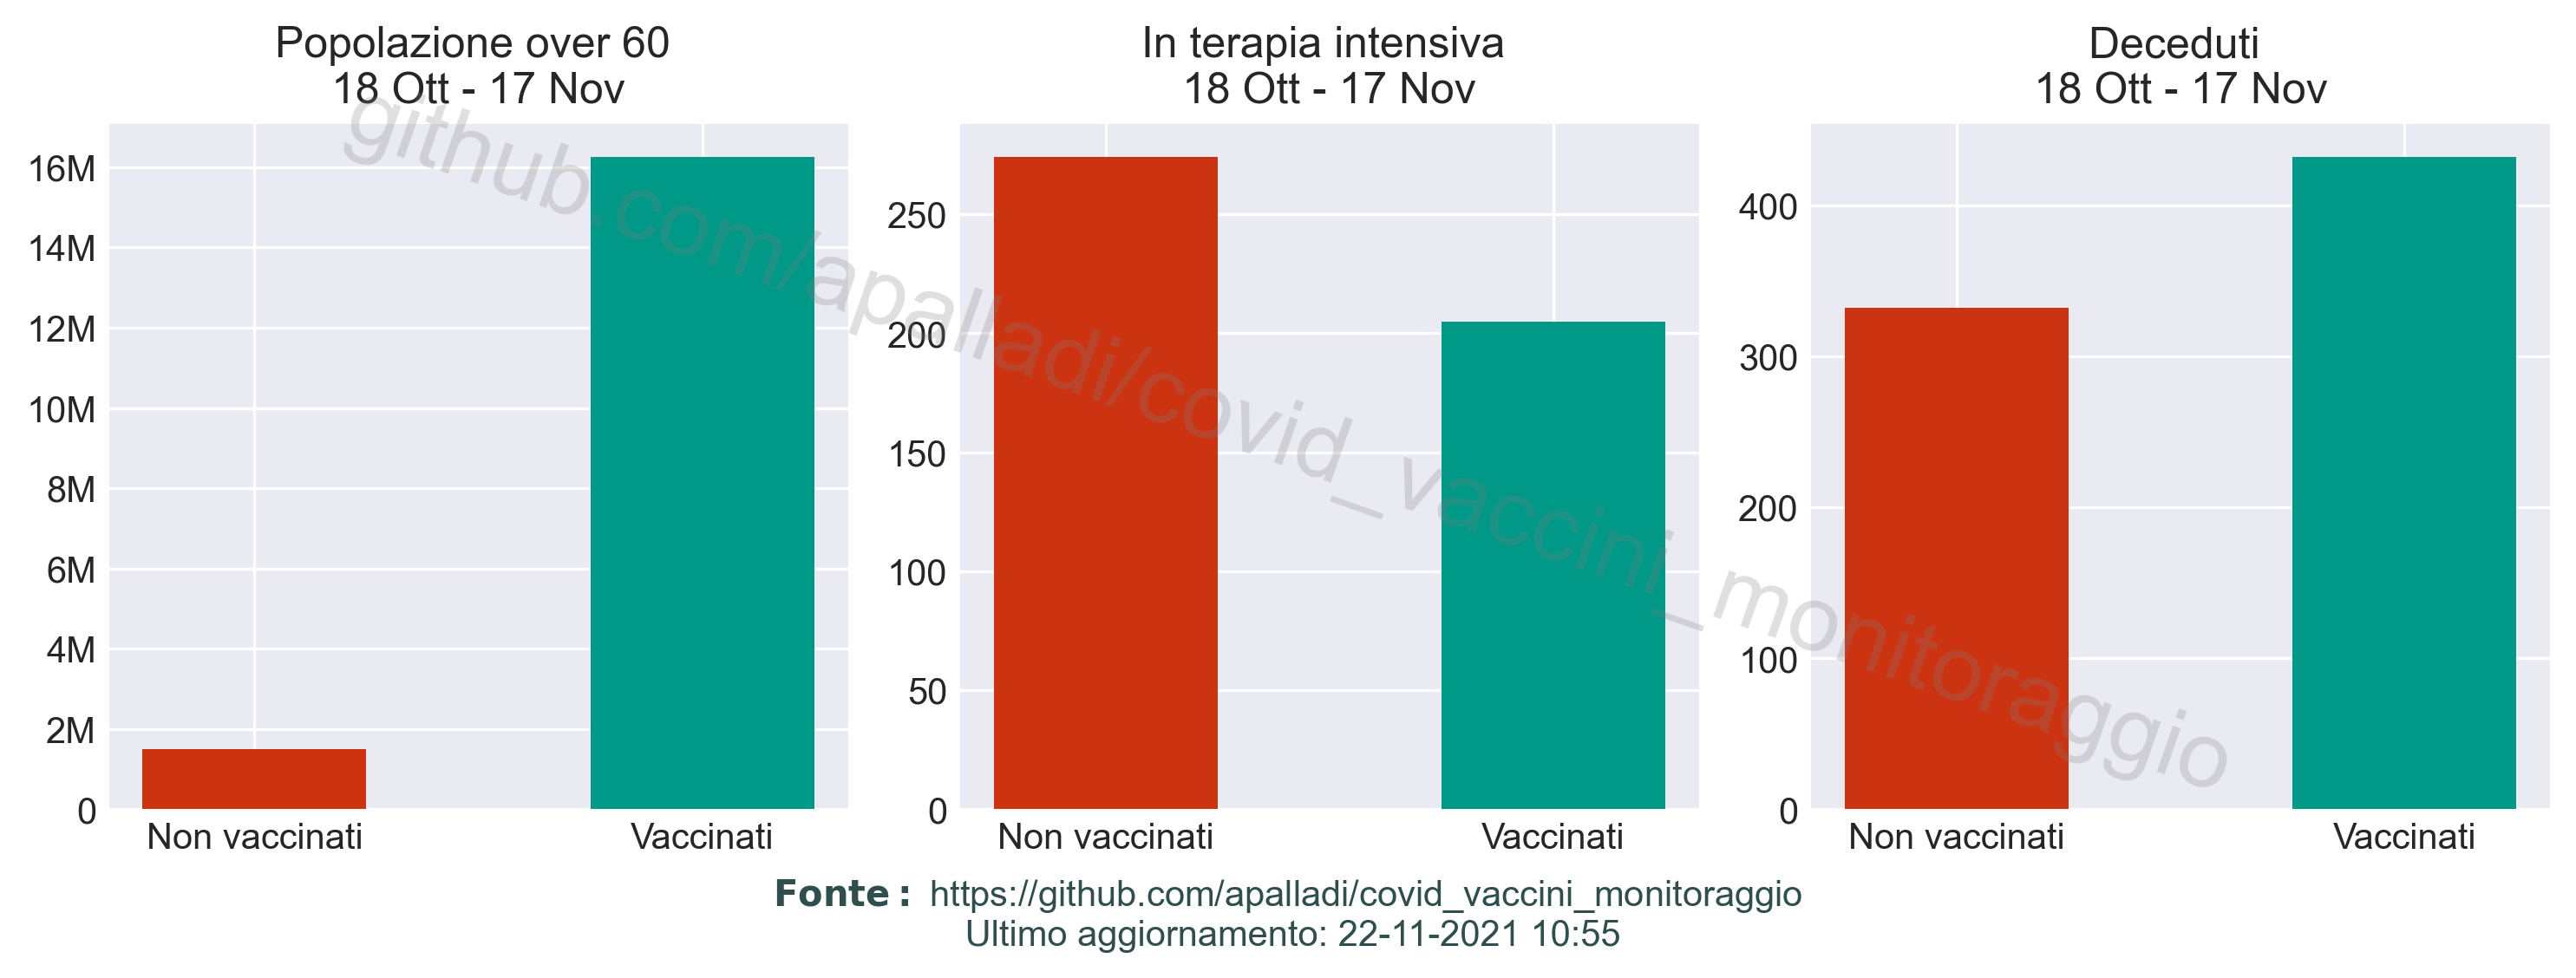 Popolazione over 60
18 Ott - 17 Nov
16M
14M
12M
10M
8M
6M
4M
2M
0
Non vaccinati
Vaccinati
In terapia intensiva
18 Ott - 17 Nov
250
200
150
100
50
0
Non vaccinati
Vaccinati
Deceduti
18 Ott - 17 Nov
400
300
200
100
0
Non vaccinati
Vaccinati
github.com/apalladi/covid_vaccini_monitoraggio
Fonte: https://github.com/apalladi/covid_vaccini_monitoraggio
Ultimo aggiornamento: 22-11-2021 10:55